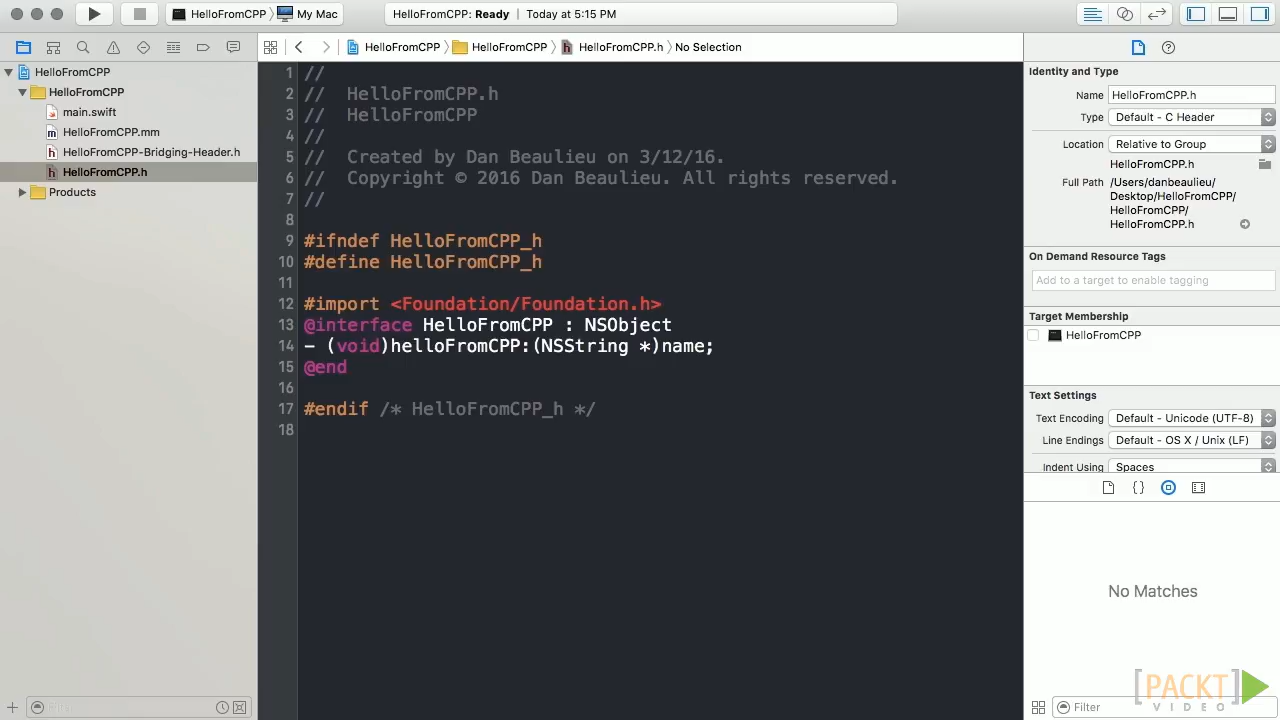 HelloFromCPP
My Mac
HelloFromCPP: Ready
Today at 5:15 PM
HelloFromCPP
HelloFromCPP
HelloFromCPP.h
No Selection
HelloFromCPP
HelloFromCPP
main.swift
HelloFromCPP.mm
HelloFromCPP-Bridging-Header.h
HelloFromCPP.h
Products
1 //
2 // HelloFromCPP.h
3 // HelloFromCPP
4 //
5 // Created by Dan Beaulieu on 3/12/16.
6 // Copyright © 2016 Dan Beaulieu. All rights reserved.
7 //
8
9 #ifndef HelloFromCPP_h
10 #define HelloFromCPP_h
11
12 #import <Foundation/Foundation.h>
13 @interface HelloFromCPP : NSObject
14 - (void)helloFromCPP:(NSString *)name;
15 @end
16
17 #endif /* HelloFromCPP_h */
18
Identity and Type
Name HelloFromCPP.h
Type Default - C Header
Location Relative to Group
HelloFromCPP.h
Full Path /Users/danbeaulieu/
Desktop/HelloFromCPP/
HelloFromCPP/
HelloFromCPP.h
On Demand Resource Tags
Add to a target to enable tagging
Target Membership
HelloFromCPP
Text Settings
Text Encoding Default - Unicode (UTF-8)
Line Endings Default - OS X / Unix (LF)
Indent Using Spaces
{}
No Matches
[PACKT]
VIDEO
Filter
Filter